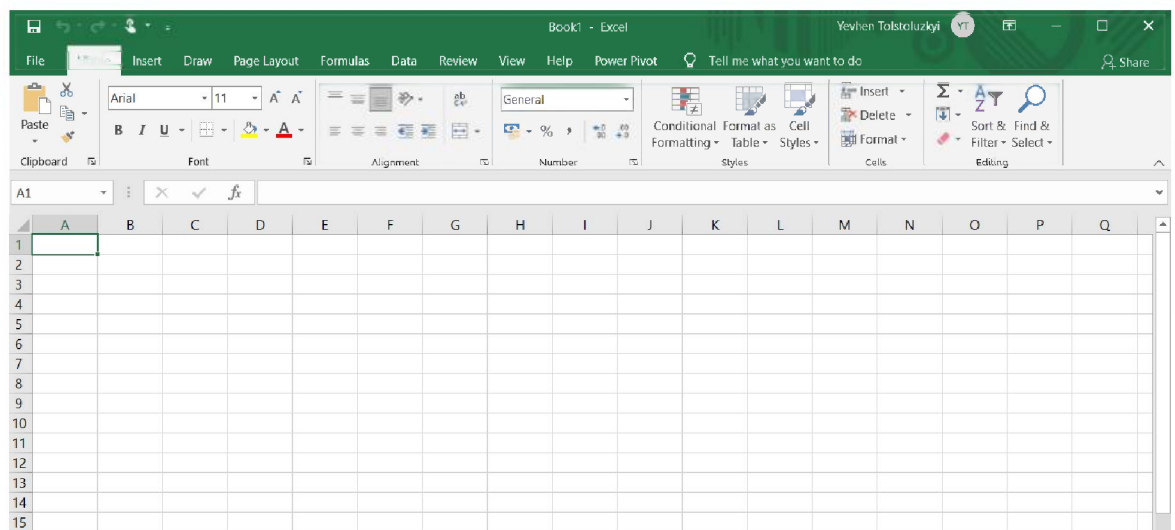 Book1 - Excel Yevhen Tolstoluzkyi YT
File Insert Draw Page Layout Formulas Data Review View Help Power Pivot Tell me what you want to do Share
Arial 11 A A General Insert Σ A
Paste B I U A ab % , Conditional Format as Cell Delete Z Sort & Find &
Formatting Table Styles Format Filter Select
Clipboard Font Alignment Number Styles Cells Editing
A1 fx
A B C D E F G H I J K L M N O P Q
1
2
3
4
5
6
7
8
9
10
11
12
13
14
15